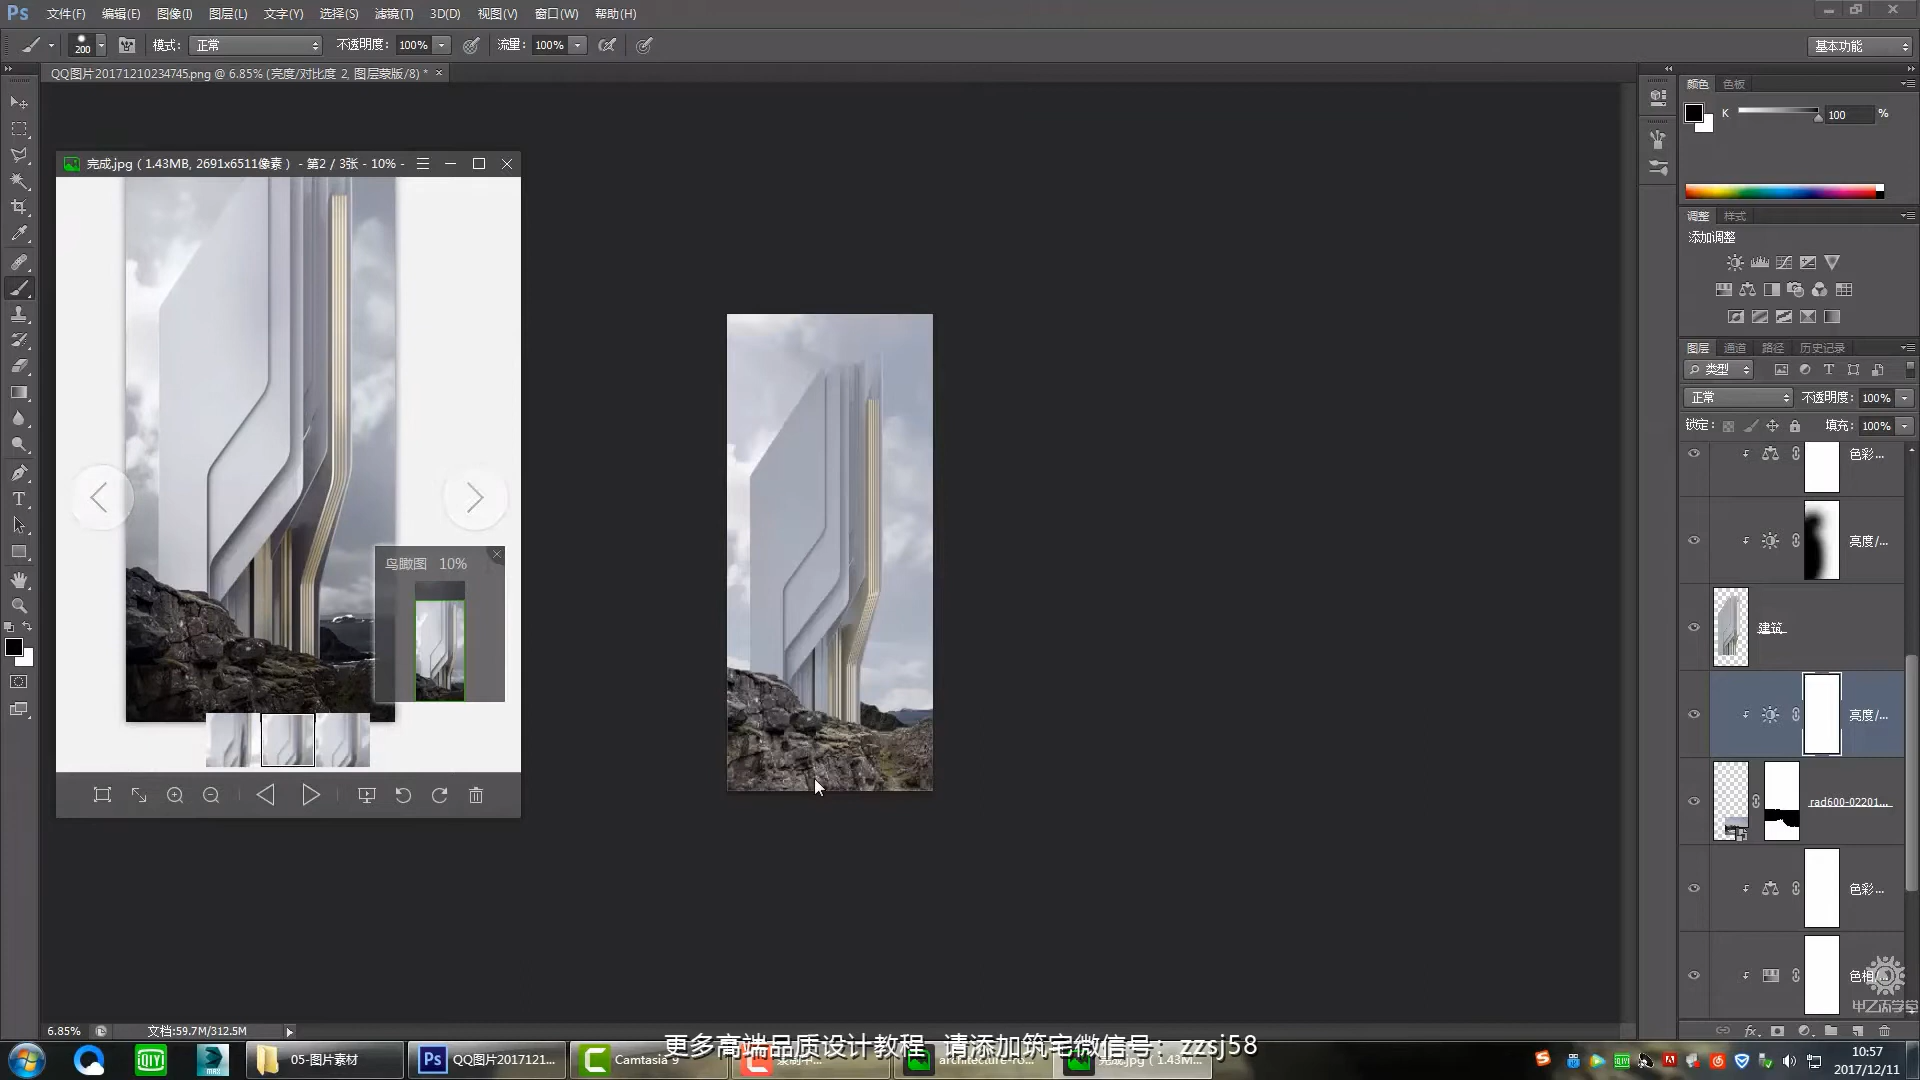 Ps 文件(F) 编辑(E) 图像(I) 图层(L) 文字(Y) 选择(S) 滤镜(T) 3D(D) 视图(V) 窗口(W) 帮助(H)
200 模式: 正常 不透明度: 100% 流量: 100% 基本功能
QQ图片20171210234745.png @ 6.85% (亮度/对比度 2, 图层蒙版/8) * ×
颜色 色板
K 100 %
完成.jpg ( 1.43MB, 2691x6511像素 ) - 第2 / 3张 - 10% -
调整 样式
添加调整
图层 通道 路径 历史记录
类型
正常 不透明度: 100%
锁定: 填充: 100%
色彩...
亮度/...
鸟瞰图 10%
建筑
亮度/...
rad600-02201...
色彩...
色相/...
6.85% 文档:59.7M/312.5M
更多高端品质设计教程 请添加筑宅微信号：zzsj58
05-图片素材
Ps QQ图片2017121...
Camtasia 9
architecture-ro...
完成.jpg ( 1.43M...
10:57
2017/12/11